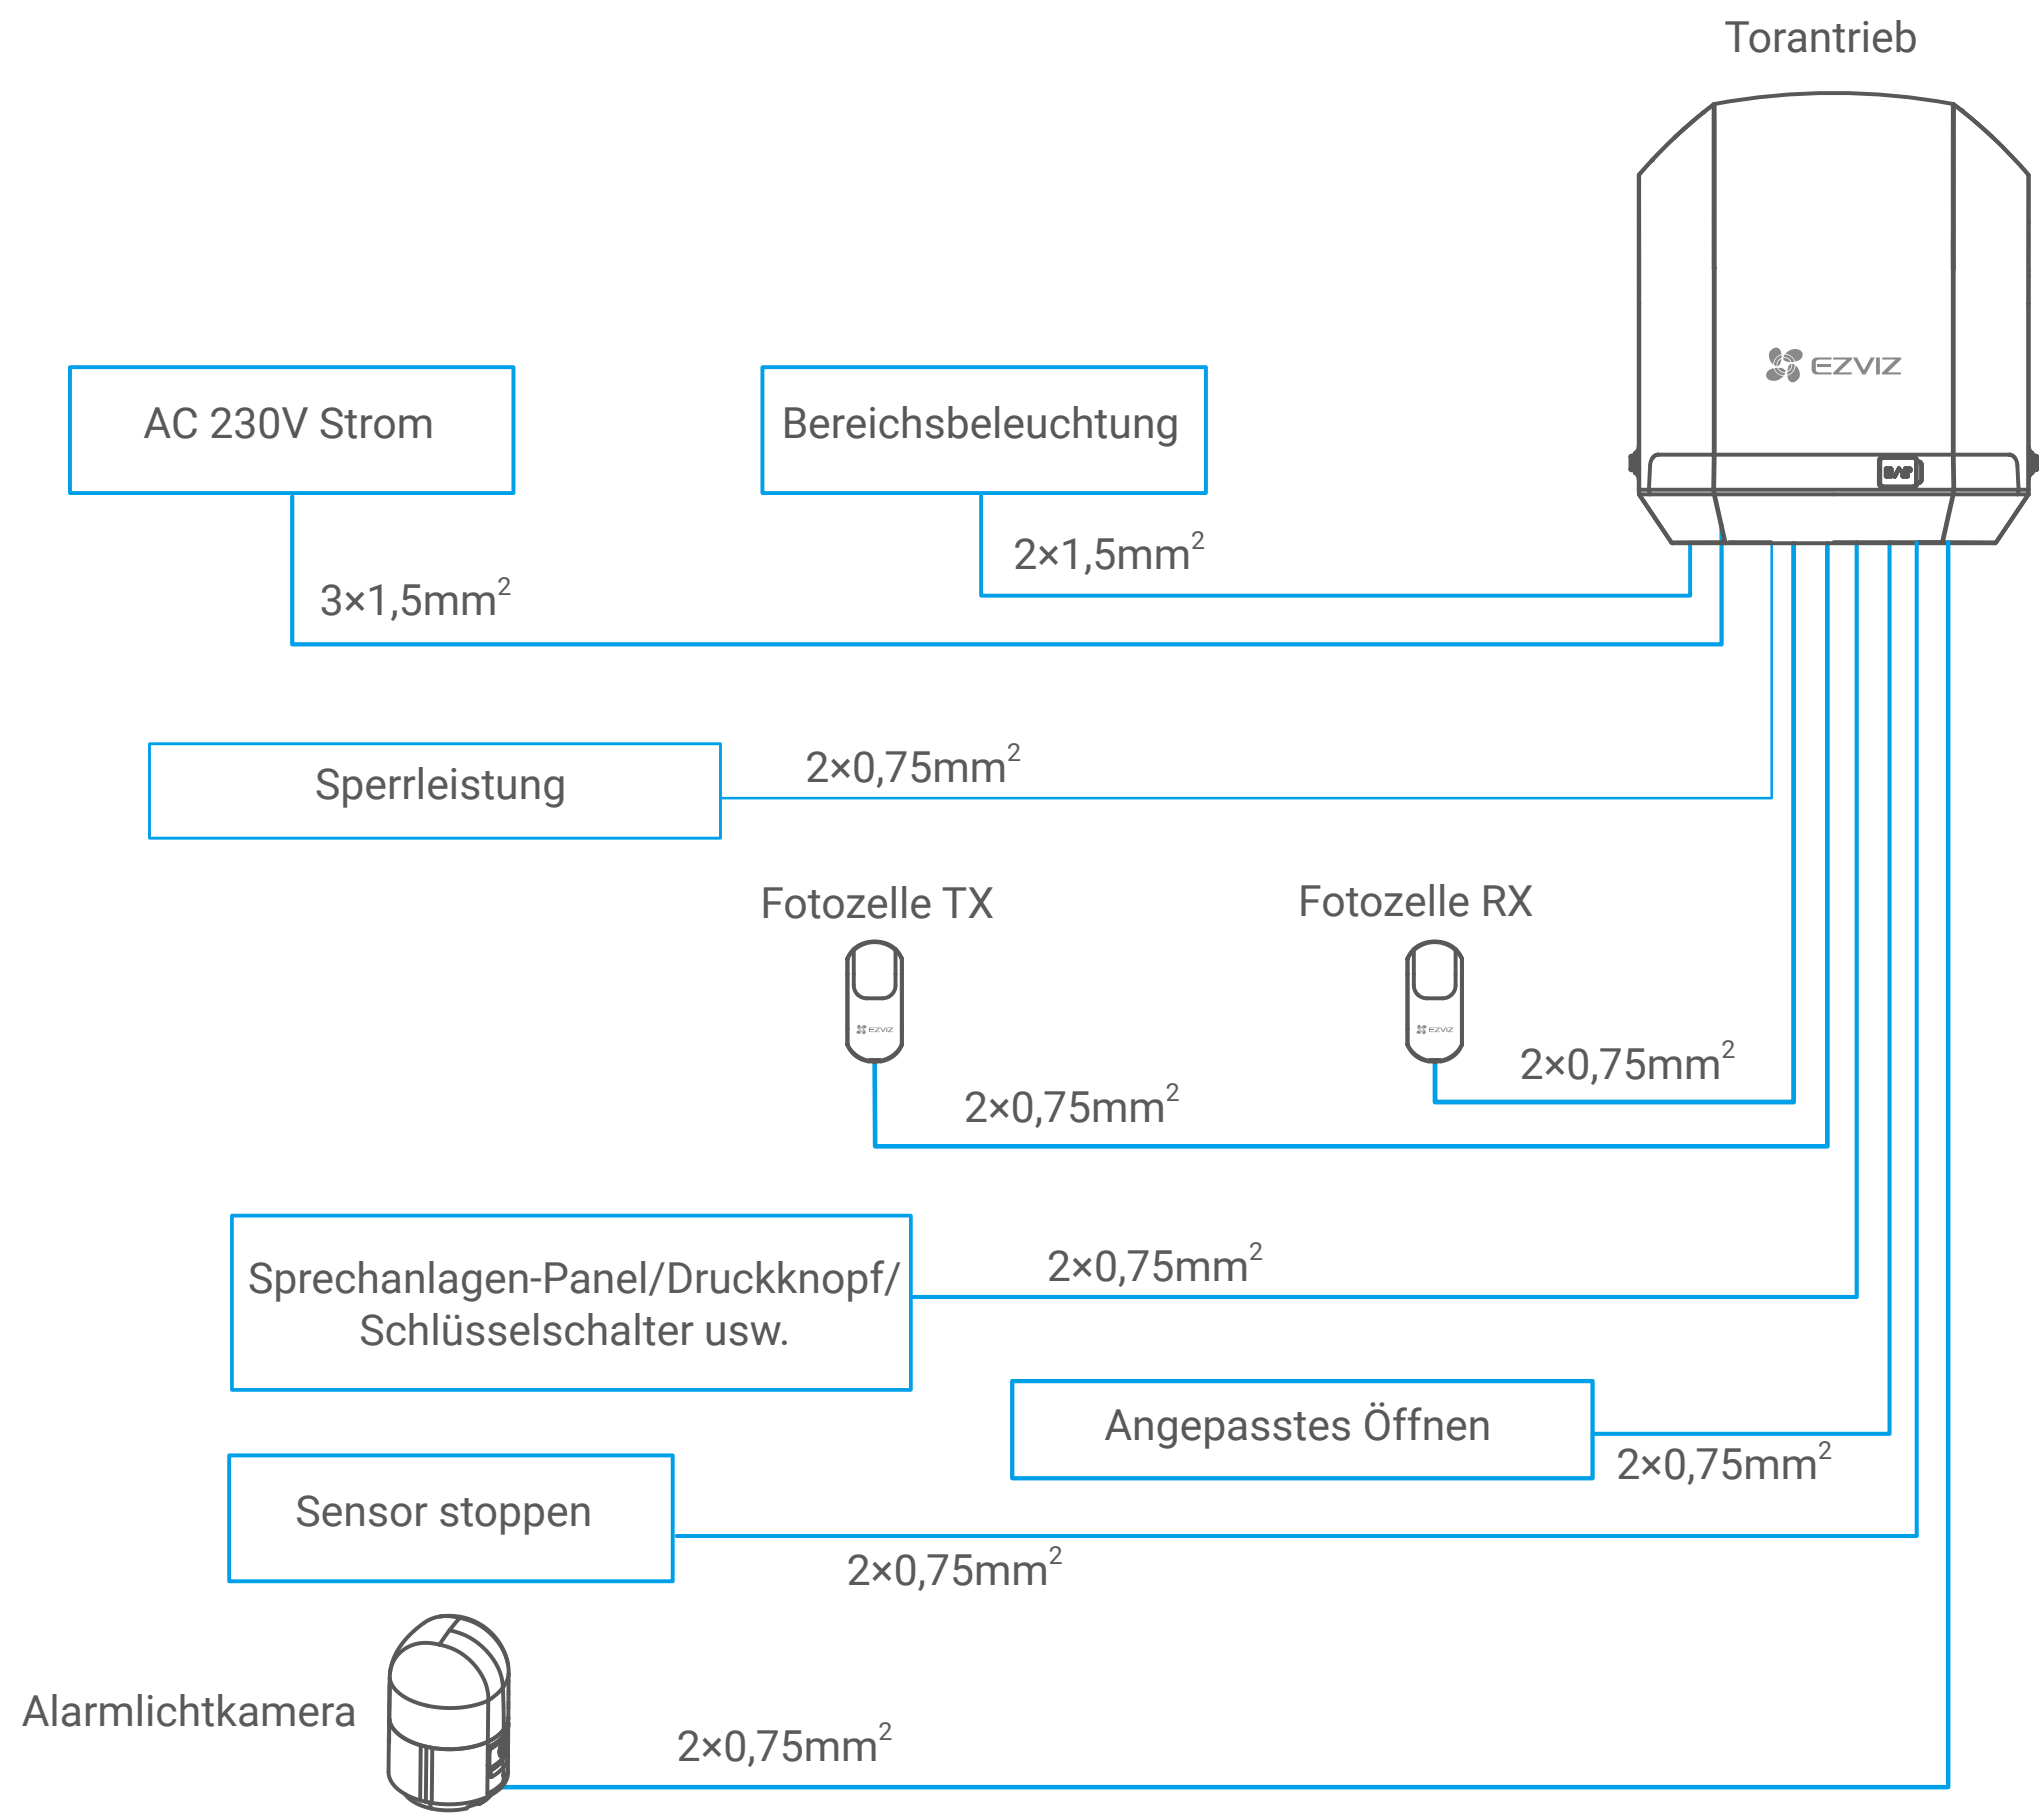 Torantrieb
EZVIZ
AC 230V Strom
Bereichsbeleuchtung
2×1,5mm²
3×1,5mm²
Sperrleistung
2×0,75mm²
Fotozelle TX
Fotozelle RX
EZVIZ
EZVIZ
2×0,75mm²
2×0,75mm²
Sprechanlagen-Panel/Druckknopf/
Schlüsselschalter usw.
2×0,75mm²
Angepasstes Öffnen
2×0,75mm²
Sensor stoppen
2×0,75mm²
Alarmlichtkamera
2×0,75mm²